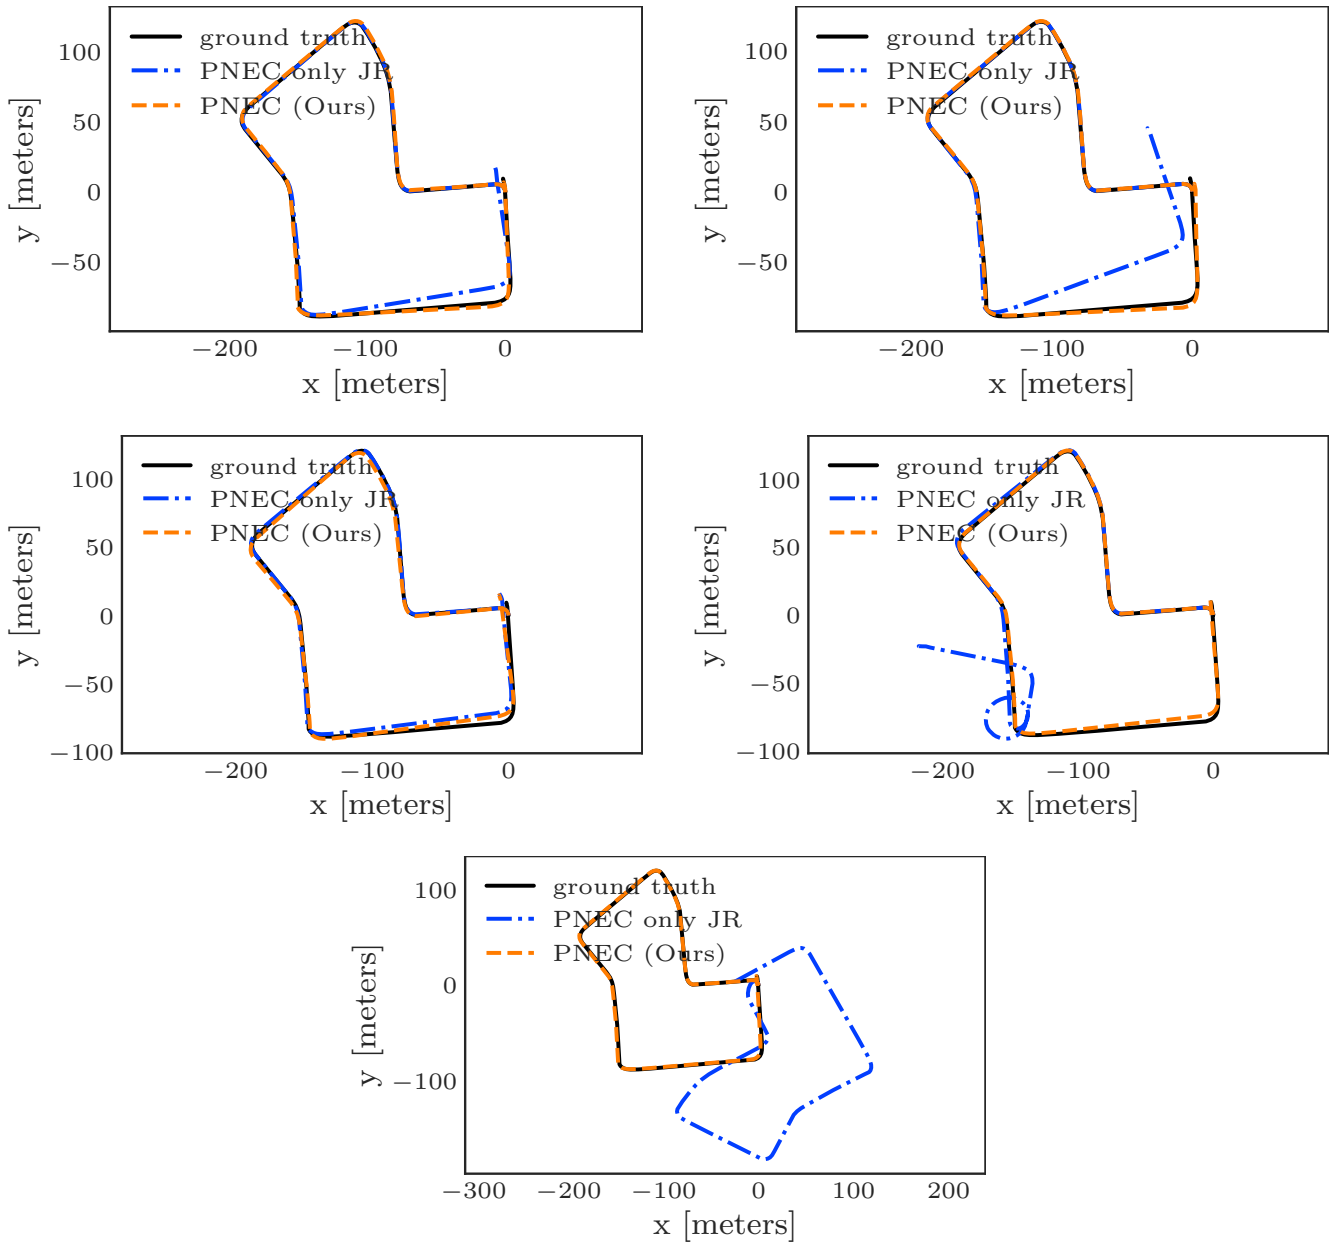 ground truth
PNEC only JR
PNEC (Ours)
100
50
0
−50
y [meters]
−200
−100
0
x [meters]
ground truth
PNEC only JR
PNEC (Ours)
100
50
0
−50
y [meters]
−200
−100
0
x [meters]
ground truth
PNEC only JR
PNEC (Ours)
100
50
0
−50
−100
y [meters]
−200
−100
0
x [meters]
ground truth
PNEC only JR
PNEC (Ours)
100
50
0
−50
−100
y [meters]
−200
−100
0
x [meters]
ground truth
PNEC only JR
PNEC (Ours)
100
0
−100
y [meters]
−300
−200
−100
0
100
200
x [meters]